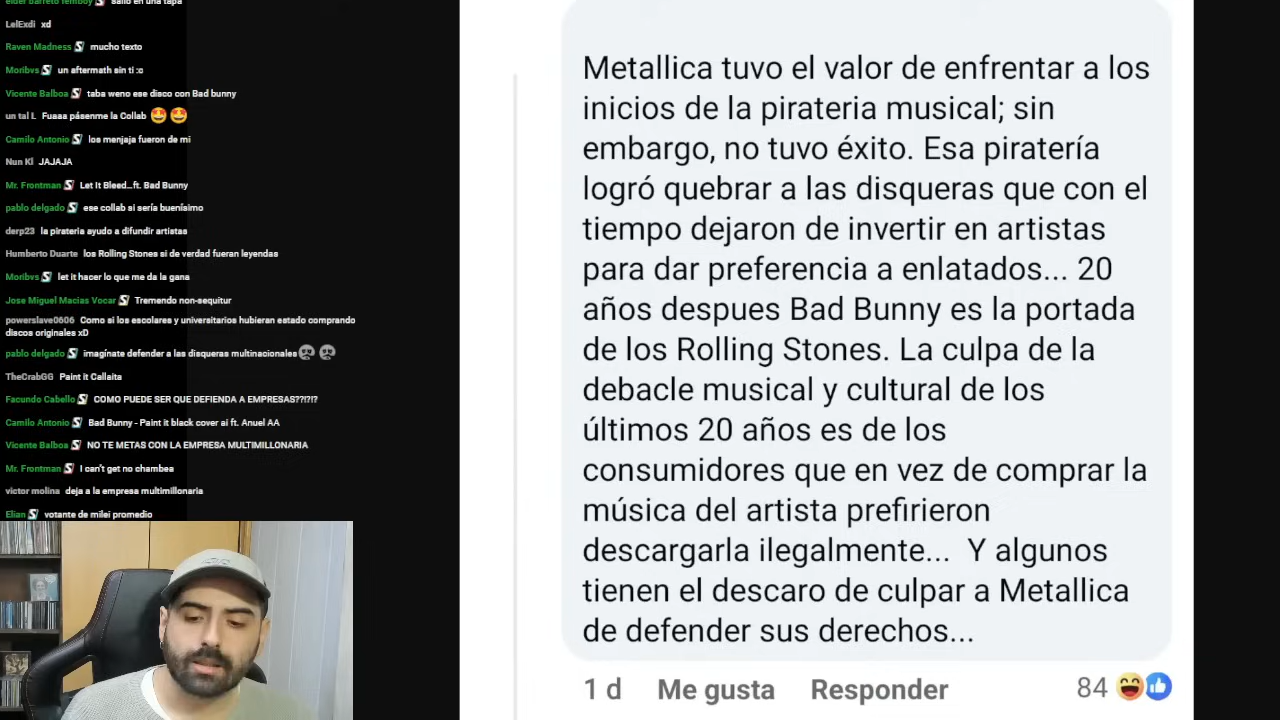 elder barreto femboy salio en una tapa
LelExdi xd
Raven Madness mucho texto
Moribvs un aftermath sin ti :c
Vicente Balboa taba weno ese disco con Bad bunny
un tal L Fuaaa pásenme la Collab 🤩 🤩
Camilo Antonio los menjaja fueron de mi
Nun Kl JAJAJA
Mr. Frontman Let It Bleed...ft. Bad Bunny
pablo delgado ese collab si sería buenísimo
derp23 la pirateria ayudo a difundir artistas
Humberto Duarte los Rolling Stones si de verdad fueran leyendas
Moribvs let it hacer lo que me da la gana
Jose Miguel Macias Vocar Tremendo non-sequitur
powerslave0606 Como si los escolares y universitarios hubieran estado comprando
discos originales xD
pablo delgado imagínate defender a las disqueras multinacionales
TheCrabGG Paint it Callaita
Facundo Cabello COMO PUEDE SER QUE DEFIENDA A EMPRESAS??!?!?
Camilo Antonio Bad Bunny - Paint it black cover ai ft. Anuel AA
Vicente Balboa NO TE METAS CON LA EMPRESA MULTIMILLONARIA
Mr. Frontman I can't get no chambea
victor molina deja a la empresa multimillonaria
Elian votante de milei promedio
Metallica tuvo el valor de enfrentar a los
inicios de la pirateria musical; sin
embargo, no tuvo éxito. Esa piratería
logró quebrar a las disqueras que con el
tiempo dejaron de invertir en artistas
para dar preferencia a enlatados... 20
años despues Bad Bunny es la portada
de los Rolling Stones. La culpa de la
debacle musical y cultural de los
últimos 20 años es de los
consumidores que en vez de comprar la
música del artista prefirieron
descargarla ilegalmente... Y algunos
tienen el descaro de culpar a Metallica
de defender sus derechos...
1 d Me gusta Responder 84